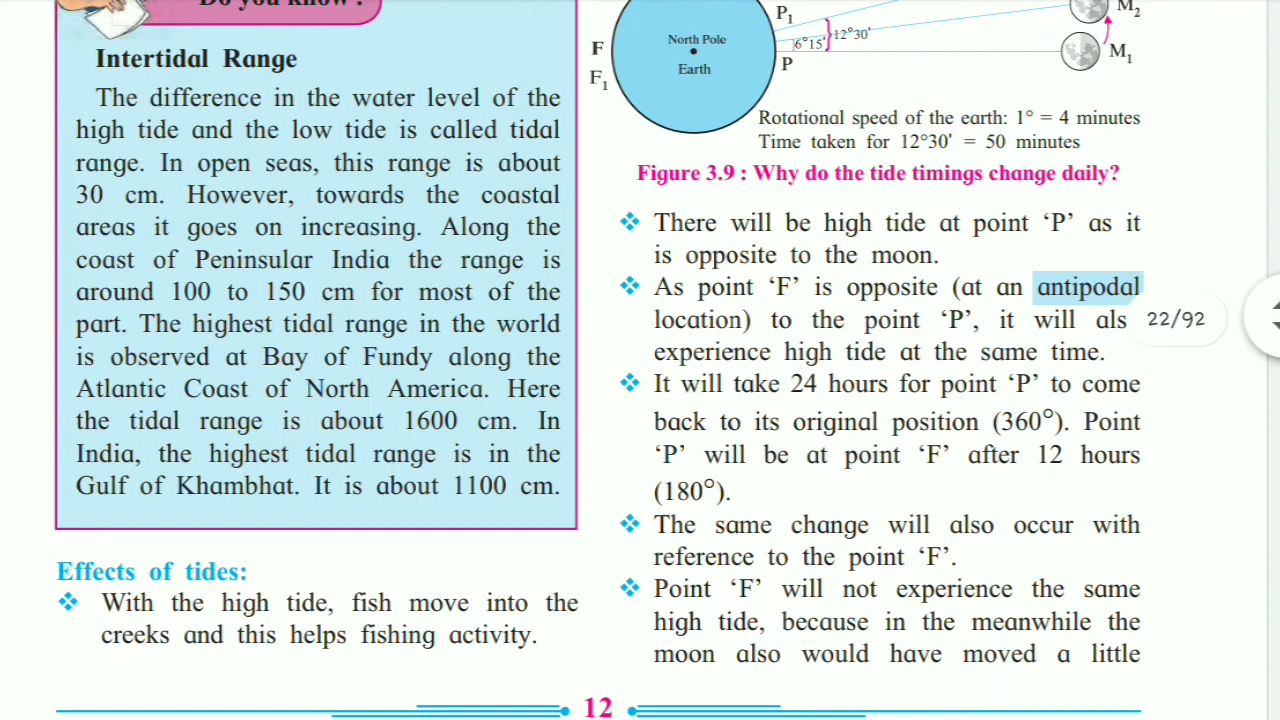 Do you know?
Intertidal Range
The difference in the water level of the
high tide and the low tide is called tidal
range. In open seas, this range is about
30 cm. However, towards the coastal
areas it goes on increasing. Along the
coast of Peninsular India the range is
around 100 to 150 cm for most of the
part. The highest tidal range in the world
is observed at Bay of Fundy along the
Atlantic Coast of North America. Here
the tidal range is about 1600 cm. In
India, the highest tidal range is in the
Gulf of Khambhat. It is about 1100 cm.
Effects of tides:
❖ With the high tide, fish move into the
creeks and this helps fishing activity.
P₁
M₂
6°15'
12°30'
F
North Pole
Earth
F₁
P
M₁
Rotational speed of the earth: 1° = 4 minutes
Time taken for 12°30' = 50 minutes
Figure 3.9 : Why do the tide timings change daily?
❖ There will be high tide at point ‘P’ as it
is opposite to the moon.
❖ As point ‘F’ is opposite (at an antipodal
location) to the point ‘P’, it will als
experience high tide at the same time.
❖ It will take 24 hours for point ‘P’ to come
back to its original position (360°). Point
‘P’ will be at point ‘F’ after 12 hours
(180°).
❖ The same change will also occur with
reference to the point ‘F’.
❖ Point ‘F’ will not experience the same
high tide, because in the meanwhile the
moon also would have moved a little
22/92
12